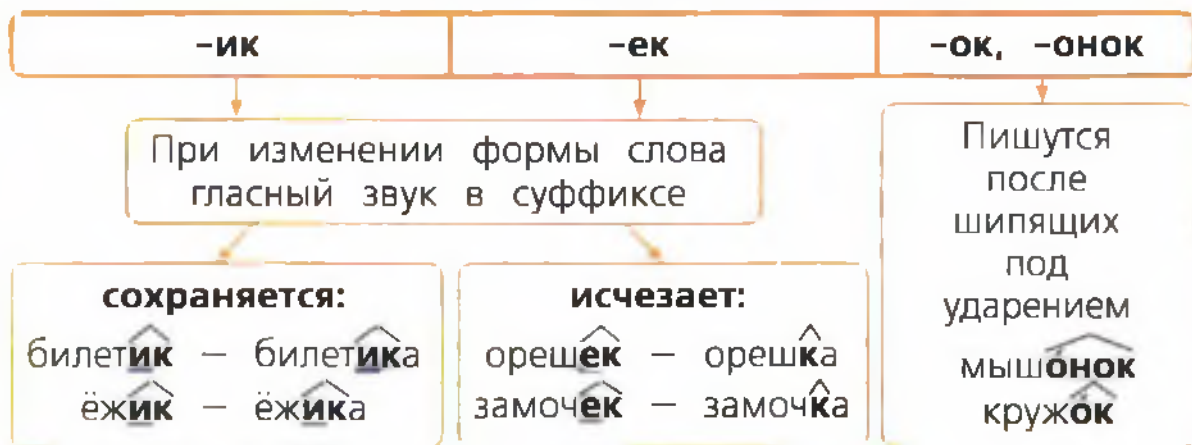 -ик
-ек
-ок, -онок
При изменении формы слова
гласный звук в суффиксе
сохраняется:
билетик — билетика
ёжик — ёжика
исчезает:
орешек — орешка
замочек — замочка
Пишутся
после
шипящих
под
ударением
мышонок
кружок